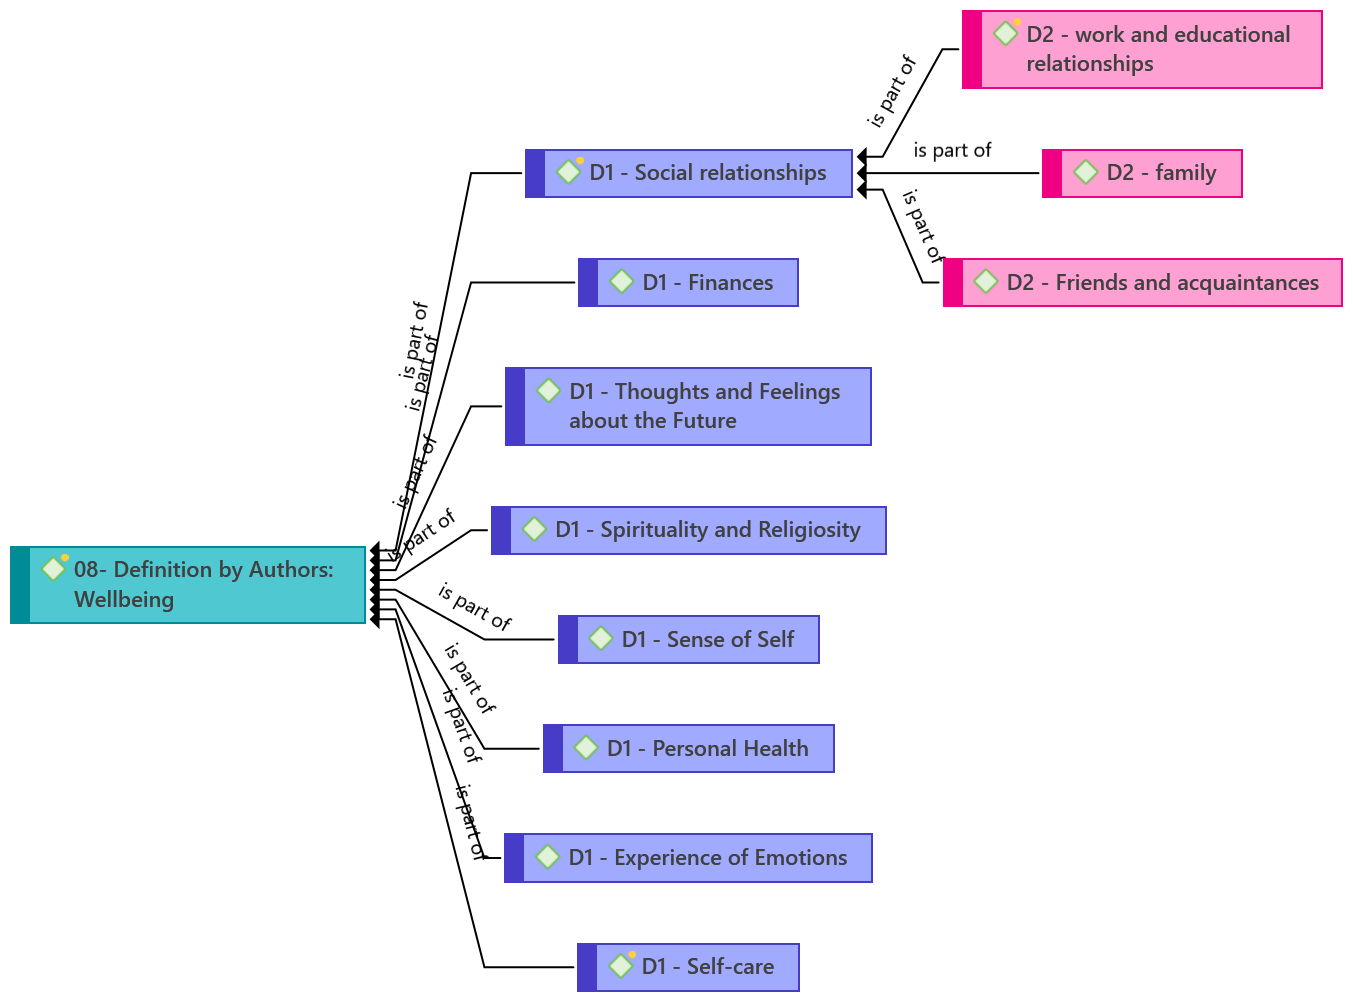 D2 - work and educational
relationships
is part of
is part of
D1 - Social relationships
D2 - family
is part of
D1 - Finances
D2 - Friends and acquaintances
is part of
is part of
D1 - Thoughts and Feelings
about the Future
is part of
is part of
D1 - Spirituality and Religiosity
08- Definition by Authors:
Wellbeing
is part of
D1 - Sense of Self
is part of
is part of
D1 - Personal Health
is part of
D1 - Experience of Emotions
D1 - Self-care